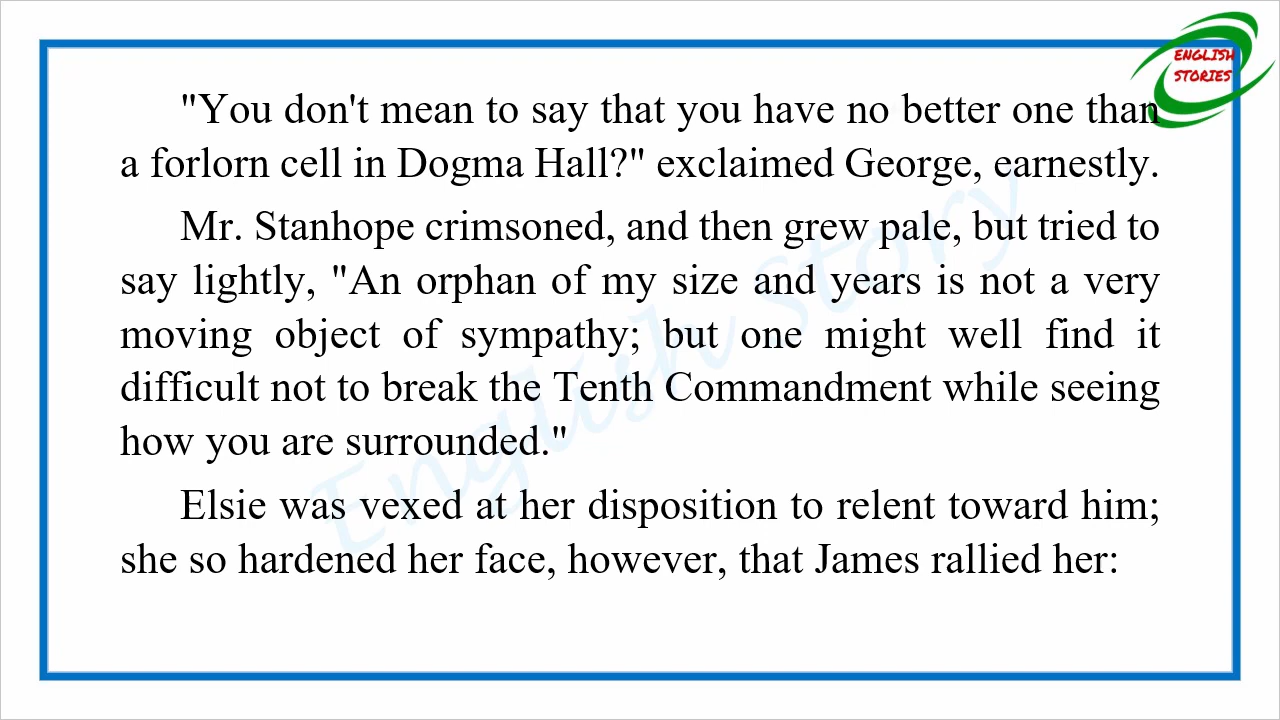 ENGLISH
STORIES
"You don't mean to say that you have no better one than
a forlorn cell in Dogma Hall?" exclaimed George, earnestly.
Mr. Stanhope crimsoned, and then grew pale, but tried to
say lightly, "An orphan of my size and years is not a very
moving object of sympathy; but one might well find it
difficult not to break the Tenth Commandment while seeing
how you are surrounded."
Elsie was vexed at her disposition to relent toward him;
she so hardened her face, however, that James rallied her:
English Story